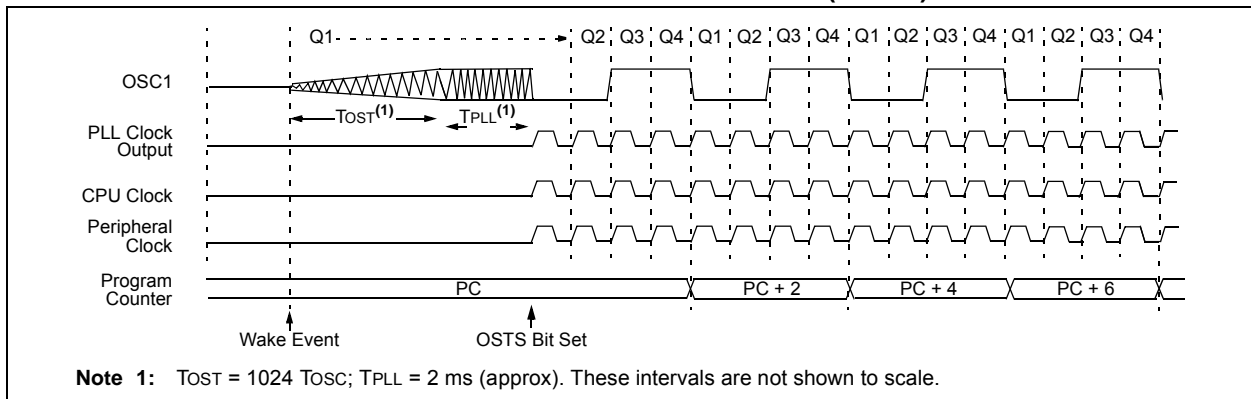 Q1 Q2 Q3 Q4 Q1 Q2 Q3 Q4 Q1 Q2 Q3 Q4 Q1 Q2 Q3 Q4
OSC1
TOST(1) TPLL(1)
PLL Clock
Output
CPU Clock
Peripheral
Clock
Program
Counter
PC PC + 2 PC + 4 PC + 6
Wake Event OSTS Bit Set
Note 1: TOST = 1024 TOSC; TPLL = 2 ms (approx). These intervals are not shown to scale.